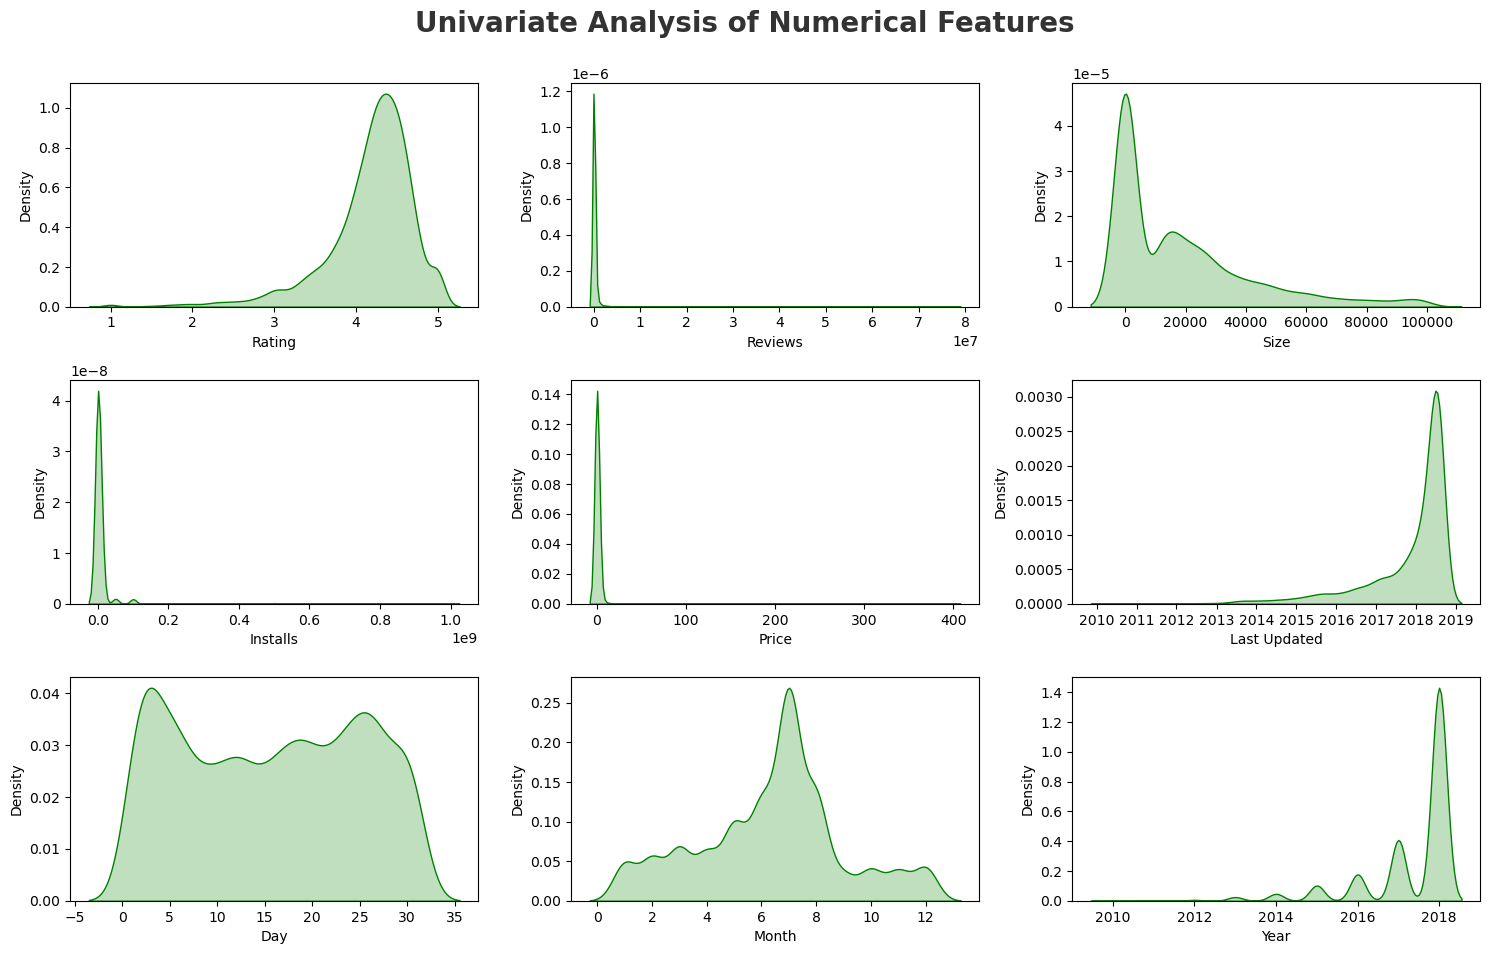 Univariate Analysis of Numerical Features
Density
1.0
0.8
0.6
0.4
0.2
0.0
1 2 3 4 5
Rating
1e−6
Density
1.2
1.0
0.8
0.6
0.4
0.2
0.0
0 1 2 3 4 5 6 7 8
1e7
Reviews
1e−5
Density
4
3
2
1
0
0 20000 40000 60000 80000 100000
Size
1e−8
Density
4
3
2
1
0
0.0 0.2 0.4 0.6 0.8 1.0
1e9
Installs
Density
0.14
0.12
0.10
0.08
0.06
0.04
0.02
0.00
0 100 200 300 400
Price
Density
0.0030
0.0025
0.0020
0.0015
0.0010
0.0005
0.0000
2010 2011 2012 2013 2014 2015 2016 2017 2018 2019
Last Updated
Density
0.04
0.03
0.02
0.01
0.00
−5 0 5 10 15 20 25 30 35
Day
Density
0.25
0.20
0.15
0.10
0.05
0.00
0 2 4 6 8 10 12
Month
Density
1.4
1.2
1.0
0.8
0.6
0.4
0.2
0.0
2010 2012 2014 2016 2018
Year